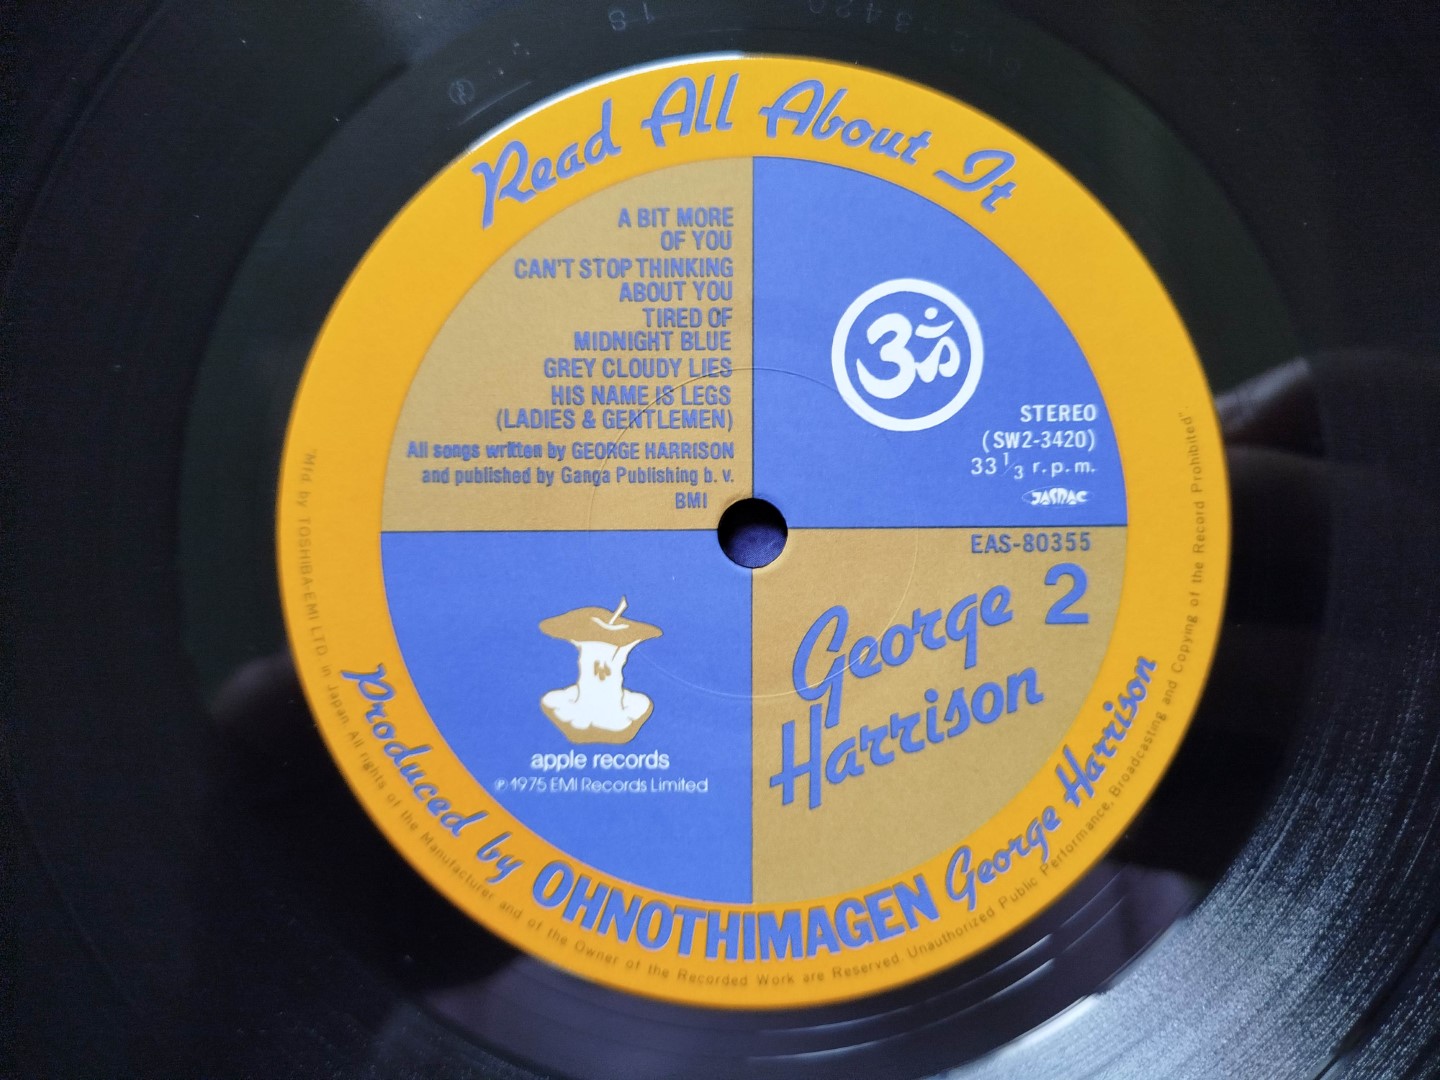 Read All About It
A BIT MORE
OF YOU
CAN'T STOP THINKING
ABOUT YOU
TIRED OF
MIDNIGHT BLUE
GREY CLOUDY LIES
HIS NAME IS LEGS
(LADIES & GENTLEMEN)
All songs written by GEORGE HARRISON
and published by Ganga Publishing b. v.
BMI
ॐ
STEREO
(SW2-3420)
33 1/3 r.p.m.
JASRAC
EAS-80355
George 2
Harrison
apple records
℗ 1975 EMI Records Limited
Produced by OHNOTHIMAGEN George Harrison
"Mfd by TOSHIBA-EMI LTD in Japan. All rights of the Manufacturer and of the Owner of the Recorded Work are Reserved. Unauthorized Public Performance, Broadcasting and Copying of the Record Prohibited"